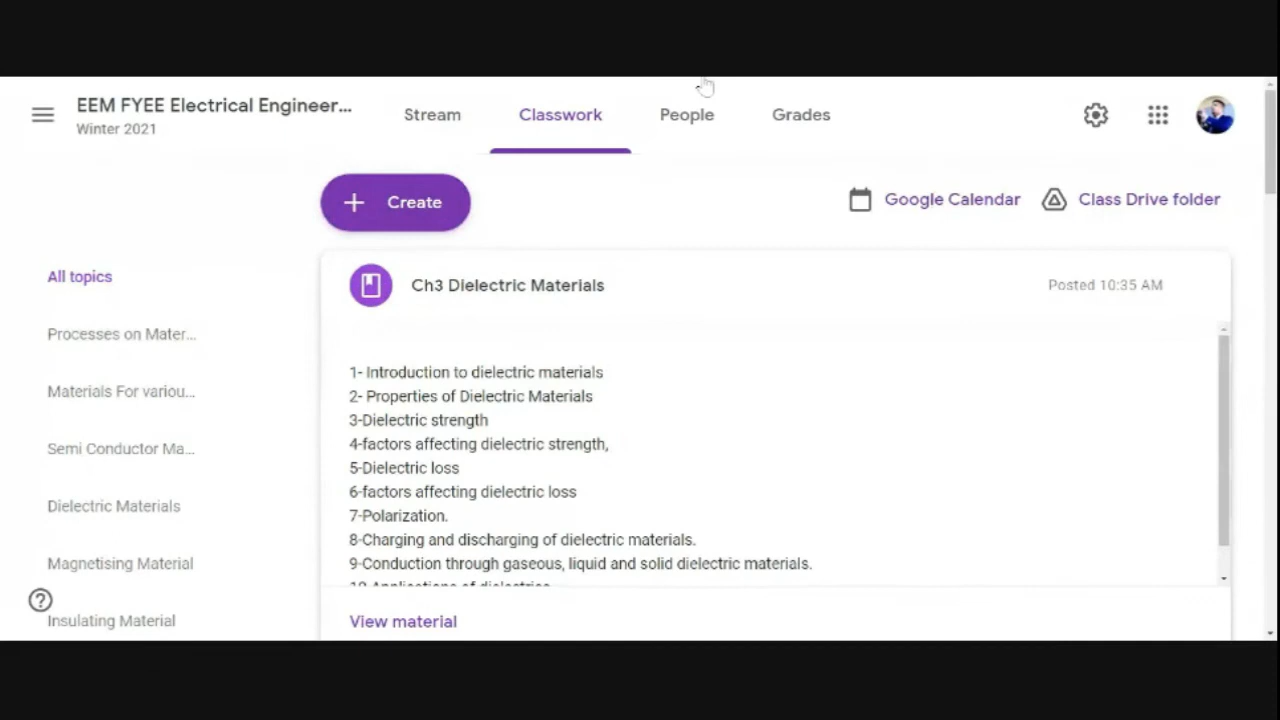 EEM FYEE Electrical Engineer...
Winter 2021
Stream
Classwork
People
Grades
+ Create
Google Calendar
Class Drive folder
All topics
Processes on Mater...
Materials For variou...
Semi Conductor Ma...
Dielectric Materials
Magnetising Material
Insulating Material
Ch3 Dielectric Materials
Posted 10:35 AM
1- Introduction to dielectric materials
2- Properties of Dielectric Materials
3-Dielectric strength
4-factors affecting dielectric strength,
5-Dielectric loss
6-factors affecting dielectric loss
7-Polarization.
8-Charging and discharging of dielectric materials.
9-Conduction through gaseous, liquid and solid dielectric materials.
10-Applications of dielectrics
View material